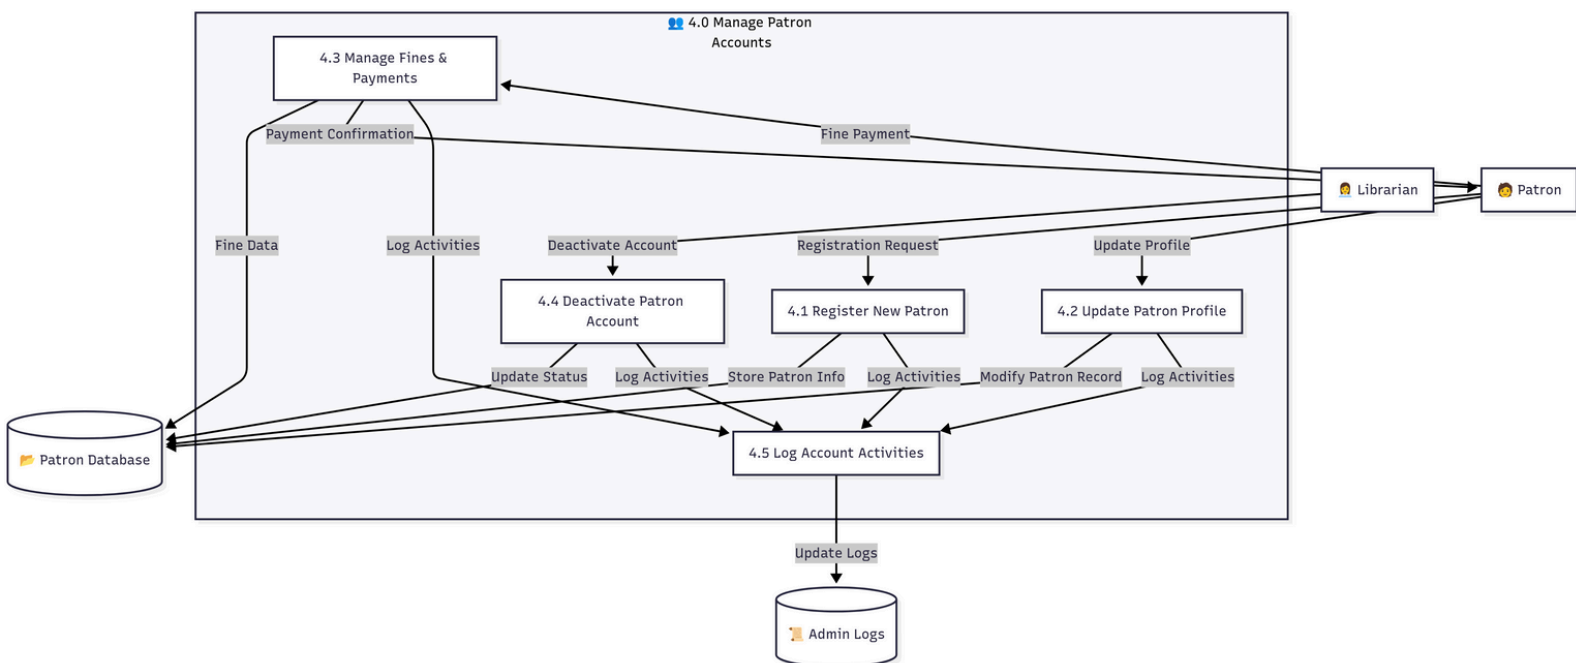 👥 4.0 Manage Patron
Accounts
4.3 Manage Fines &
Payments
Payment Confirmation
Fine Payment
👩‍💼 Librarian
🧑 Patron
Fine Data
Log Activities
Deactivate Account
Registration Request
Update Profile
4.4 Deactivate Patron
Account
4.1 Register New Patron
4.2 Update Patron Profile
Update Status
Log Activities
Store Patron Info
Log Activities
Modify Patron Record
Log Activities
📂 Patron Database
4.5 Log Account Activities
Update Logs
📜 Admin Logs